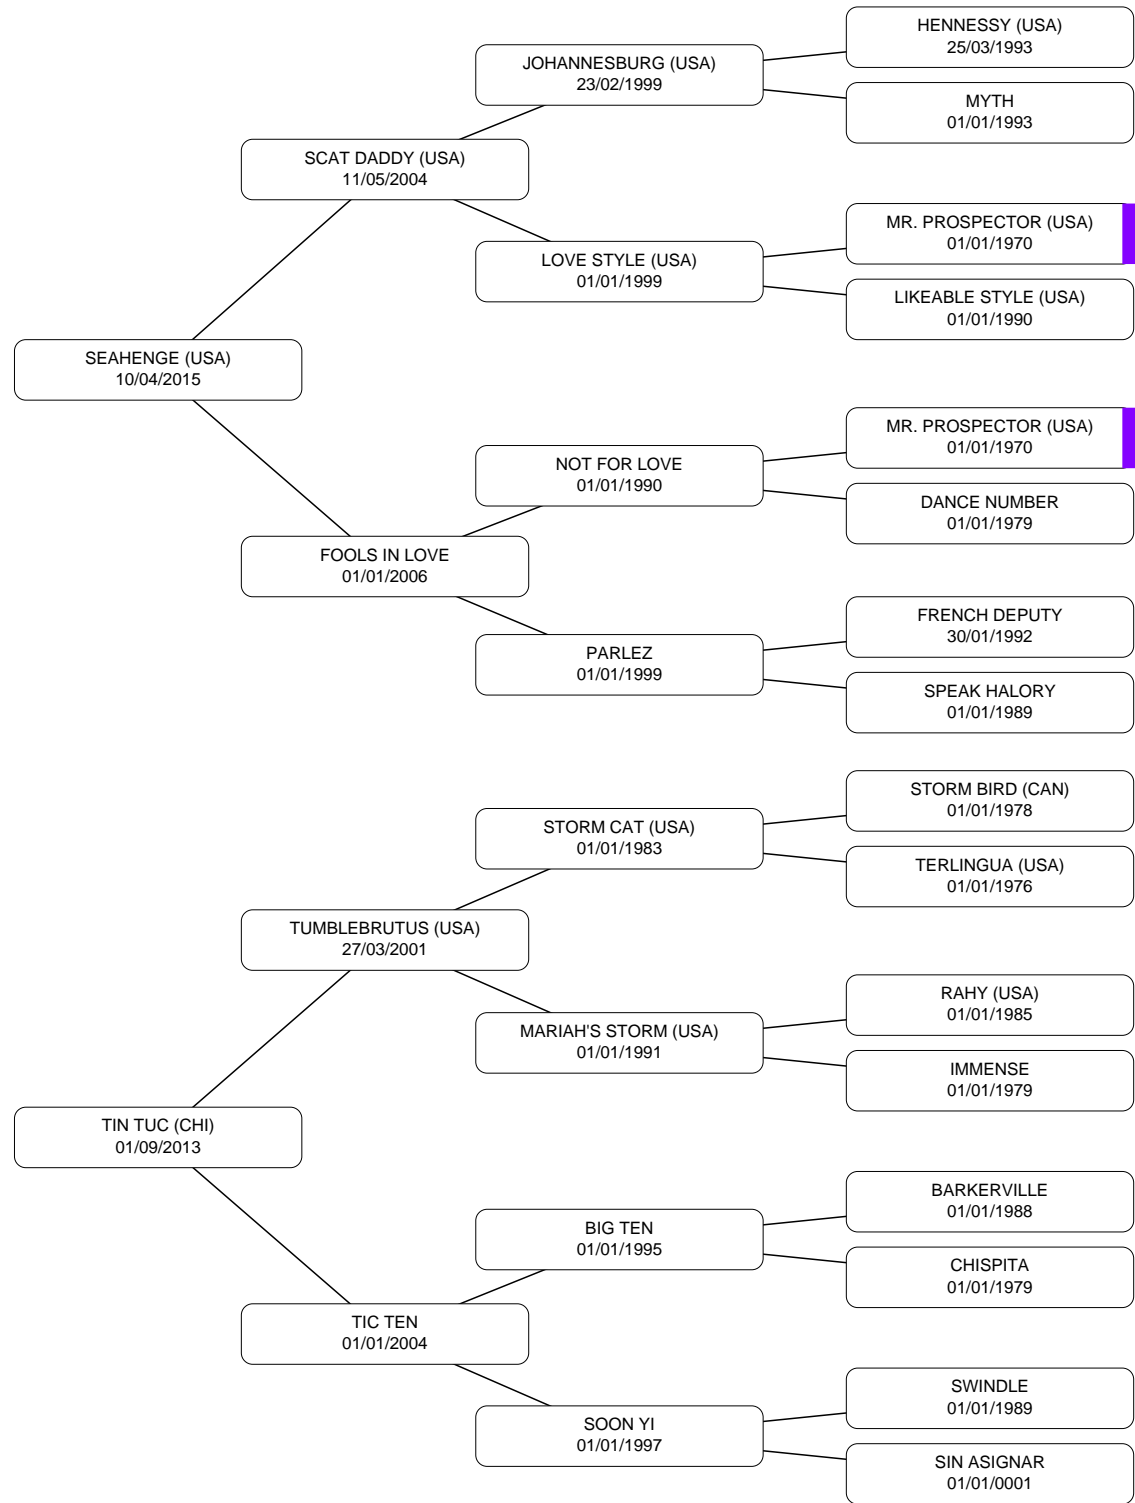 HENNESSY (USA)
25/03/1993
JOHANNESBURG (USA)
23/02/1999
MYTH
01/01/1993
SCAT DADDY (USA)
11/05/2004
MR. PROSPECTOR (USA)
01/01/1970
LOVE STYLE (USA)
01/01/1999
LIKEABLE STYLE (USA)
01/01/1990
SEAHENGE (USA)
10/04/2015
MR. PROSPECTOR (USA)
01/01/1970
NOT FOR LOVE
01/01/1990
DANCE NUMBER
01/01/1979
FOOLS IN LOVE
01/01/2006
FRENCH DEPUTY
30/01/1992
PARLEZ
01/01/1999
SPEAK HALORY
01/01/1989
STORM BIRD (CAN)
01/01/1978
STORM CAT (USA)
01/01/1983
TERLINGUA (USA)
01/01/1976
TUMBLEBRUTUS (USA)
27/03/2001
RAHY (USA)
01/01/1985
MARIAH'S STORM (USA)
01/01/1991
IMMENSE
01/01/1979
TIN TUC (CHI)
01/09/2013
BARKERVILLE
01/01/1988
BIG TEN
01/01/1995
CHISPITA
01/01/1979
TIC TEN
01/01/2004
SWINDLE
01/01/1989
SOON YI
01/01/1997
SIN ASIGNAR
01/01/0001